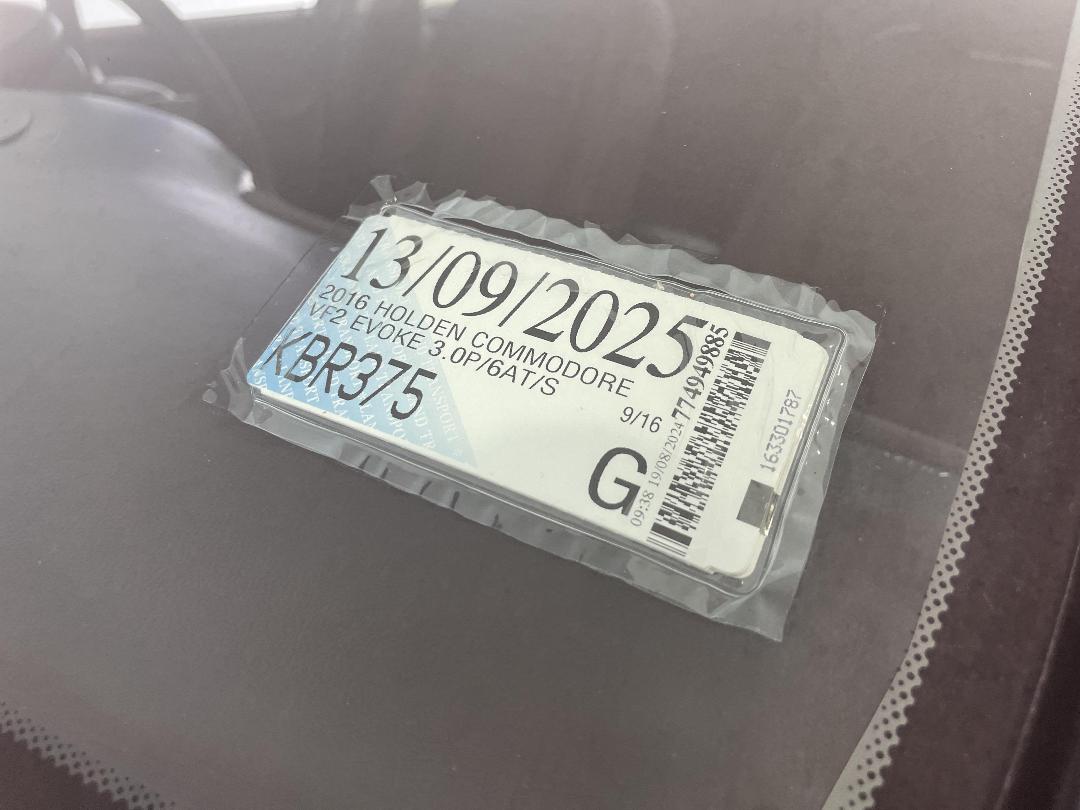 13/09/2025
2016 HOLDEN COMMODORE
VF2 EVOKE 3.0P/6AT/S
KBR375
9/16
G
09:38 19/08/2024 774949885
163301787